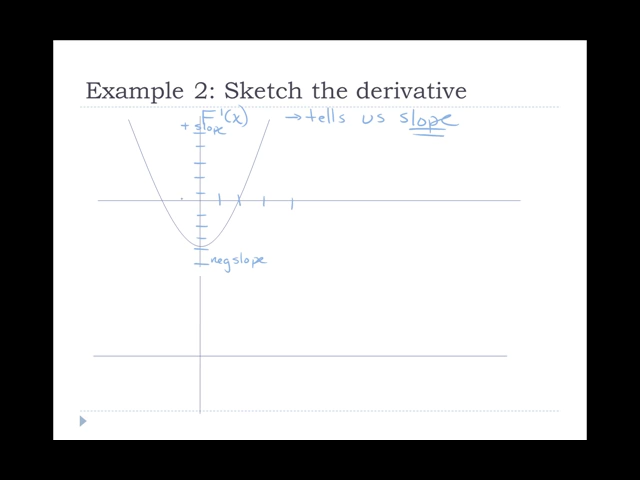 Example 2: Sketch the derivative
F'(x) → tells us slope
+ slope
neg slope